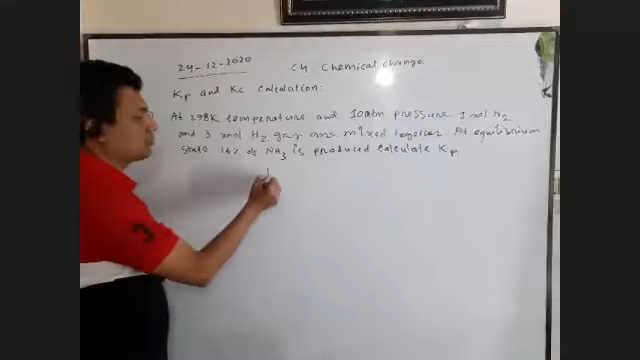 24-12-2020
C4 Chemical change
Kp and Kc calculation:
At 298K temperature and 10atm pressure 1 mol N2
and 3 mol H2 gas are mixed together. At equilibrium
state 16% of NH3 is produced. calculate Kp.